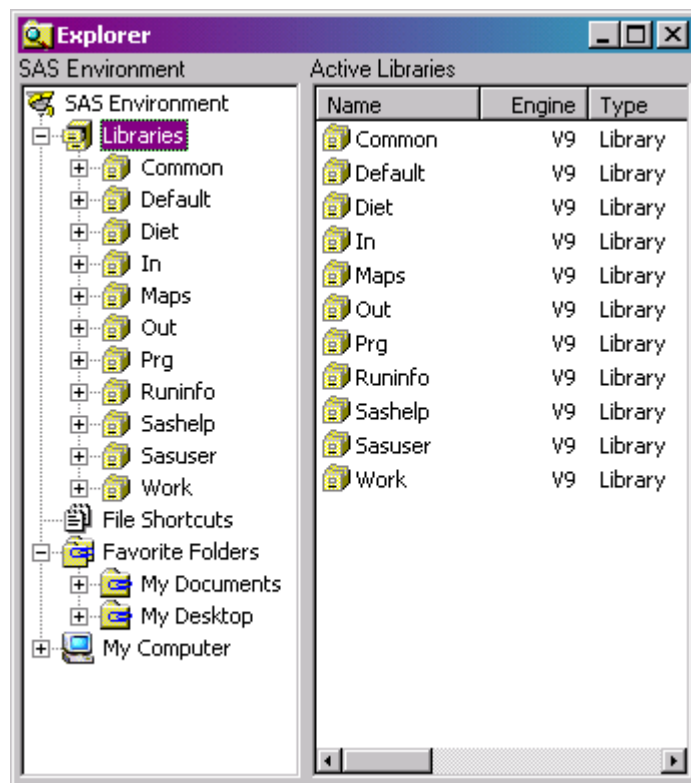 Explorer
SAS Environment
Active Libraries
SAS Environment
Libraries
Common
Default
Diet
In
Maps
Out
Prg
Runinfo
Sashelp
Sasuser
Work
File Shortcuts
Favorite Folders
My Documents
My Desktop
My Computer
Name Engine Type
Common V9 Library
Default V9 Library
Diet V9 Library
In V9 Library
Maps V9 Library
Out V9 Library
Prg V9 Library
Runinfo V9 Library
Sashelp V9 Library
Sasuser V9 Library
Work V9 Library